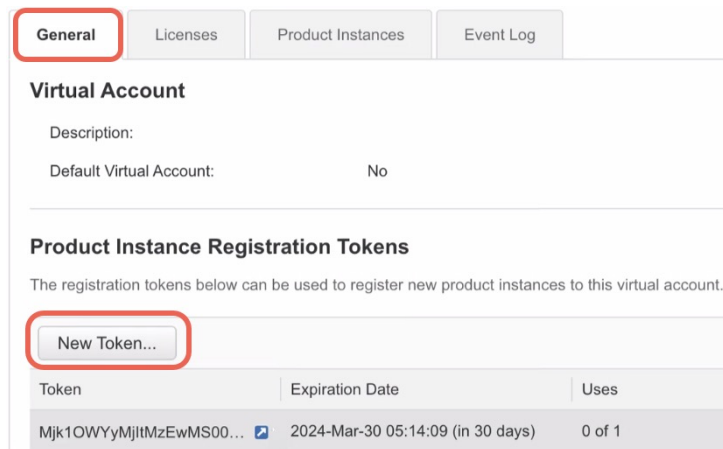 General Licenses Product Instances Event Log
Virtual Account
Description:
Default Virtual Account: No
Product Instance Registration Tokens
The registration tokens below can be used to register new product instances to this virtual account.
New Token...
Token Expiration Date Uses
Mjk1OWYyMjItMzEwMS00... 2024-Mar-30 05:14:09 (in 30 days) 0 of 1